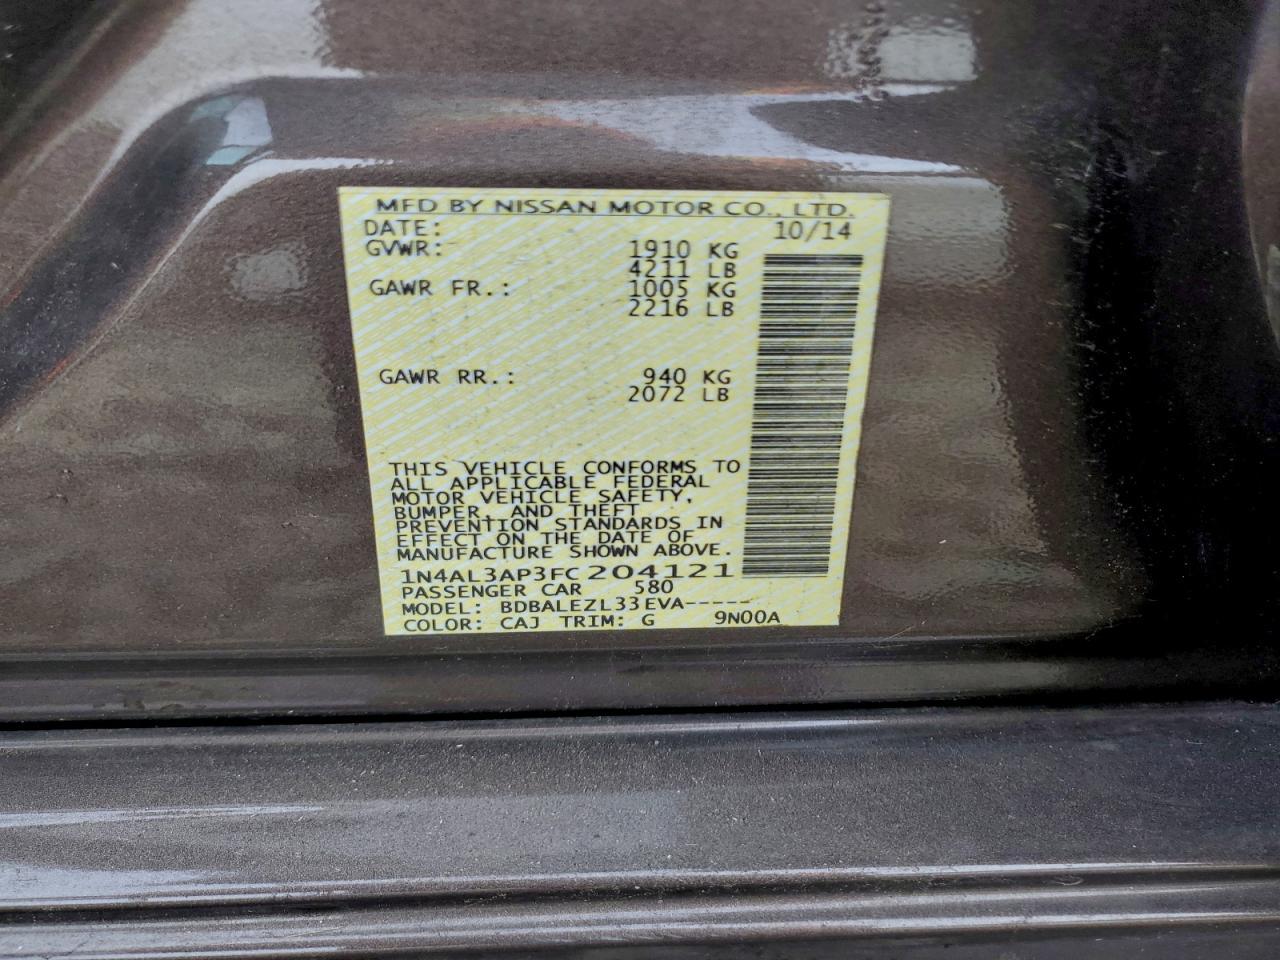 MFD BY NISSAN MOTOR CO., LTD.
DATE: 10/14
GVWR: 1910 KG
4211 LB
GAWR FR.: 1005 KG
2216 LB
GAWR RR.: 940 KG
2072 LB
THIS VEHICLE CONFORMS TO
ALL APPLICABLE FEDERAL
MOTOR VEHICLE SAFETY,
BUMPER, AND THEFT
PREVENTION STANDARDS IN
EFFECT ON THE DATE OF
MANUFACTURE SHOWN ABOVE.
1N4AL3AP3FC204121
PASSENGER CAR 580
MODEL: BDBALEZL33EVA-----
COLOR: CAJ TRIM: G 9N00A